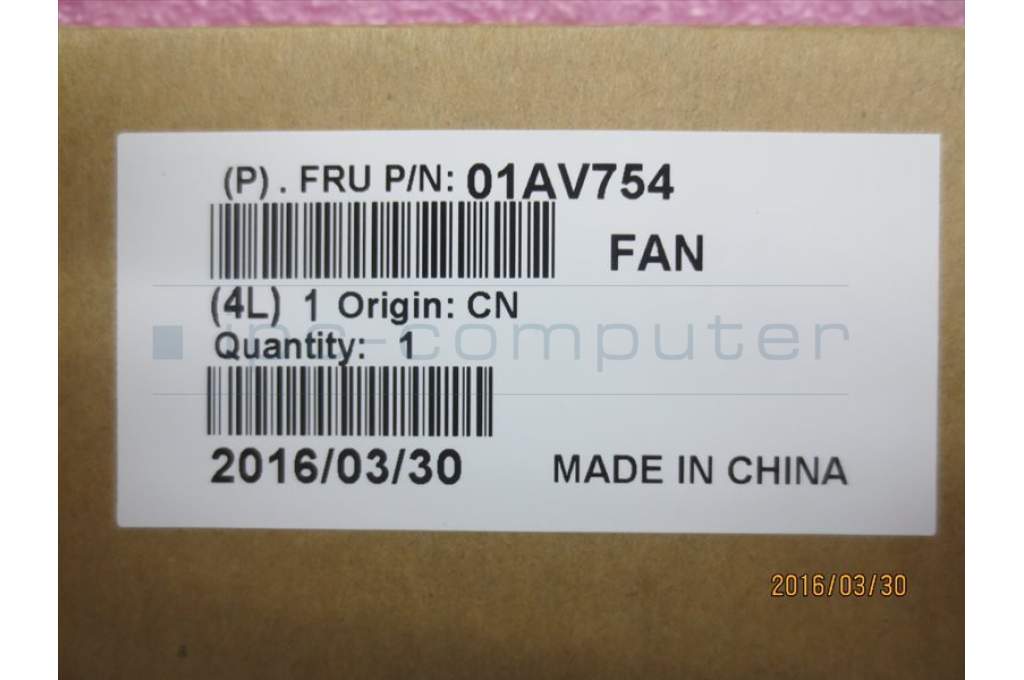 (P) . FRU P/N: 01AV754
FAN
(4L) 1 Origin: CN
ipc-computer
Quantity: 1
2016/03/30
MADE IN CHINA
2016/03/30